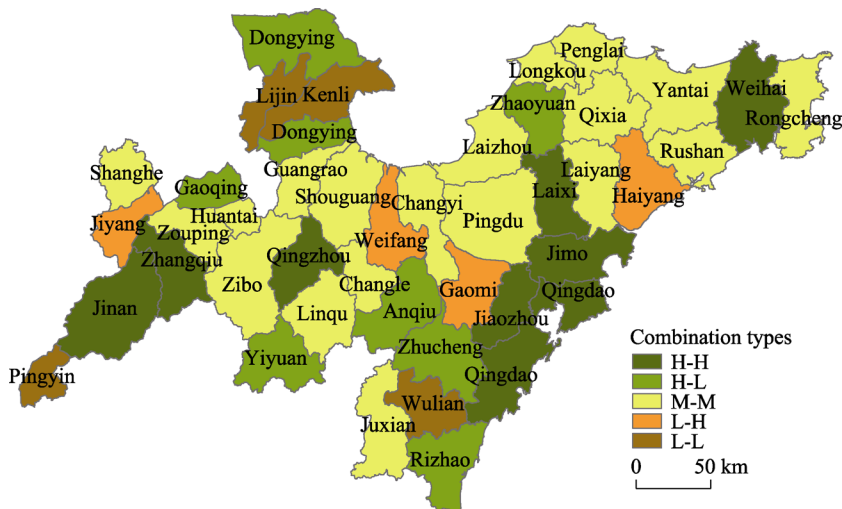 Dongying
Penglai
Longkou
Yantai
Weihai
Lijin Kenli
Zhaoyuan
Qixia
Rongcheng
Dongying
Laizhou
Rushan
Shanghe
Guangrao
Laiyang
Gaoqing
Laixi
Haiyang
Shouguang
Changyi
Huantai
Pingdu
Jiyang
Zouping
Weifang
Jimo
Zhangqiu
Qingzhou
Zibo
Changle
Gaomi
Qingdao
Jinan
Linqu
Anqiu
Jiaozhou
Combination types
Zhucheng
Yiyuan
H-H
Pingyin
Qingdao
H-L
Wulian
M-M
Juxian
L-H
L-L
Rizhao
0 50 km